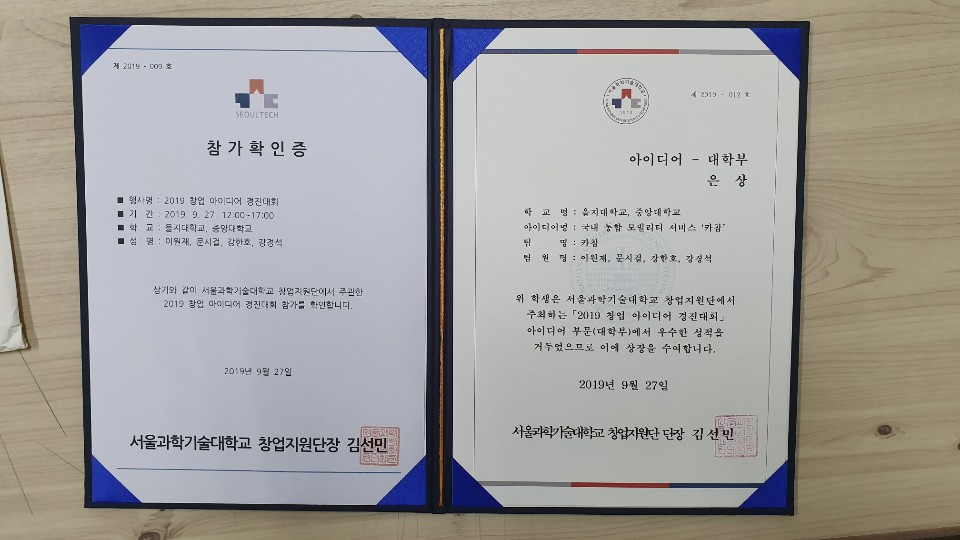 제 2019 - 009 호
SEOULTECH
참 가 확 인 증
■ 행사명 : 2019 창업 아이디어 경진대회
■ 기 간 : 2019. 9. 27. 12:00~17:00
■ 학 교 : 을지대학교, 중앙대학교
■ 성 명 : 이원재, 문시걸, 강한호, 강경석
상기와 같이 서울과학기술대학교 창업지원단에서 주관한
2019 창업 아이디어 경진대회 참가를 확인합니다.
2019년 9월 27일
서울과학기술대학교 창업지원단장 김선민
제 2019 - 012 호
아이디어 - 대학부
은 상
학 교 명 : 을지대학교, 중앙대학교
아이디어명 : 국내 통합 모빌리티 서비스 '카잠'
팀 명 : 카잠
팀 원 명 : 이원재, 문시걸, 강한호, 강경석
위 학생은 서울과학기술대학교 창업지원단에서
주최하는 「2019 창업 아이디어 경진대회」
아이디어 부문(대학부)에서 우수한 성적을
거두었으므로 이에 상장을 수여합니다.
2019년 9월 27일
서울과학기술대학교 창업지원단 단장 김 선 민